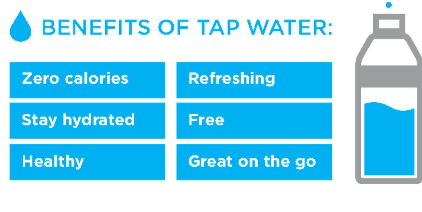 BENEFITS OF TAP WATER:
Zero calories
Refreshing
Stay hydrated
Free
Healthy
Great on the go